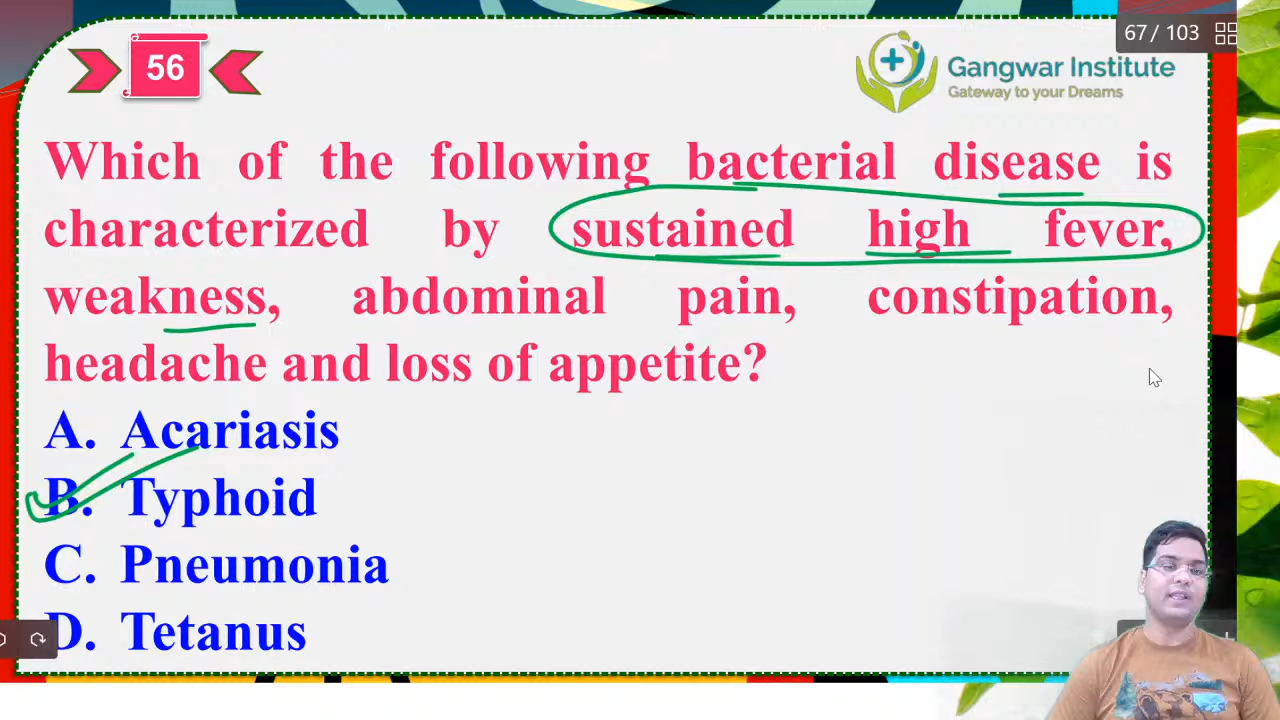 67 / 103
56
Gangwar Institute
Gateway to your Dreams
Which of the following bacterial disease is
characterized by sustained high fever,
weakness, abdominal pain, constipation,
headache and loss of appetite?
A. Acariasis
B. Typhoid
C. Pneumonia
D. Tetanus